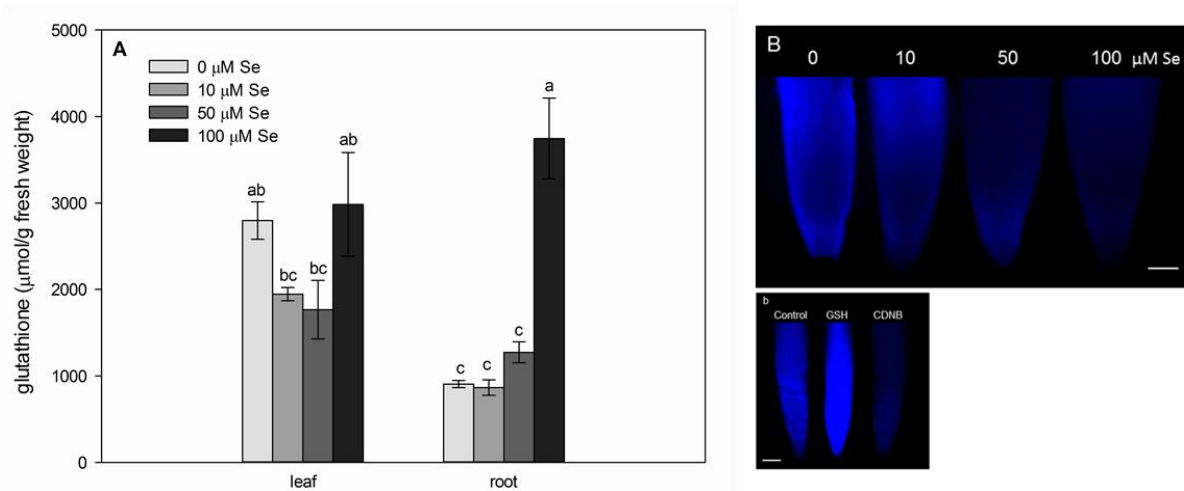 A
0 μM Se
10 μM Se
50 μM Se
100 μM Se
glutathione (μmol/g fresh weight)
5000
4000
3000
2000
1000
0
ab
bc
bc
ab
c
c
c
a
leaf
root
B
0 10 50 100 μM Se
b
Control GSH CDNB